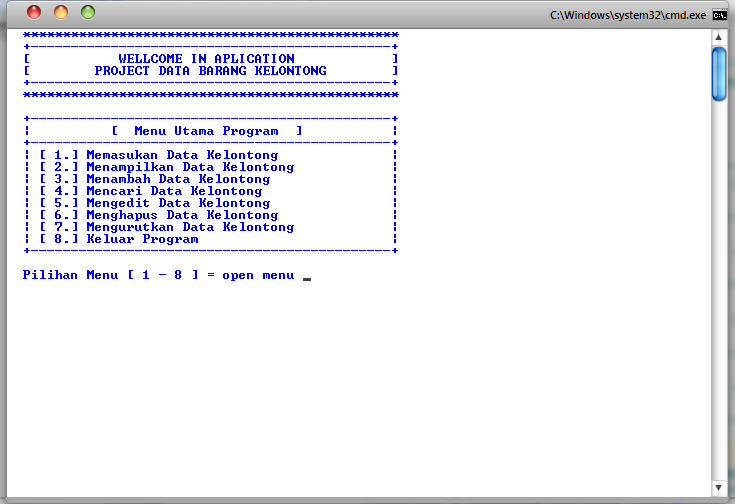 C:\Windows\system32\cmd.exe
***********************************************
+---------------------------------------------+
[ WELLCOME IN APLICATION ]
[ PROJECT DATA BARANG KELONTONG ]
+---------------------------------------------+
***********************************************
+---------------------------------------------+
¦ [ Menu Utama Program ] ¦
+---------------------------------------------+
¦ [ 1.] Memasukan Data Kelontong ¦
¦ [ 2.] Menampilkan Data Kelontong ¦
¦ [ 3.] Menambah Data Kelontong ¦
¦ [ 4.] Mencari Data Kelontong ¦
¦ [ 5.] Mengedit Data Kelontong ¦
¦ [ 6.] Menghapus Data Kelontong ¦
¦ [ 7.] Mengurutkan Data Kelontong ¦
¦ [ 8.] Keluar Program ¦
+---------------------------------------------+
Pilihan Menu [ 1 - 8 ] = open menu _